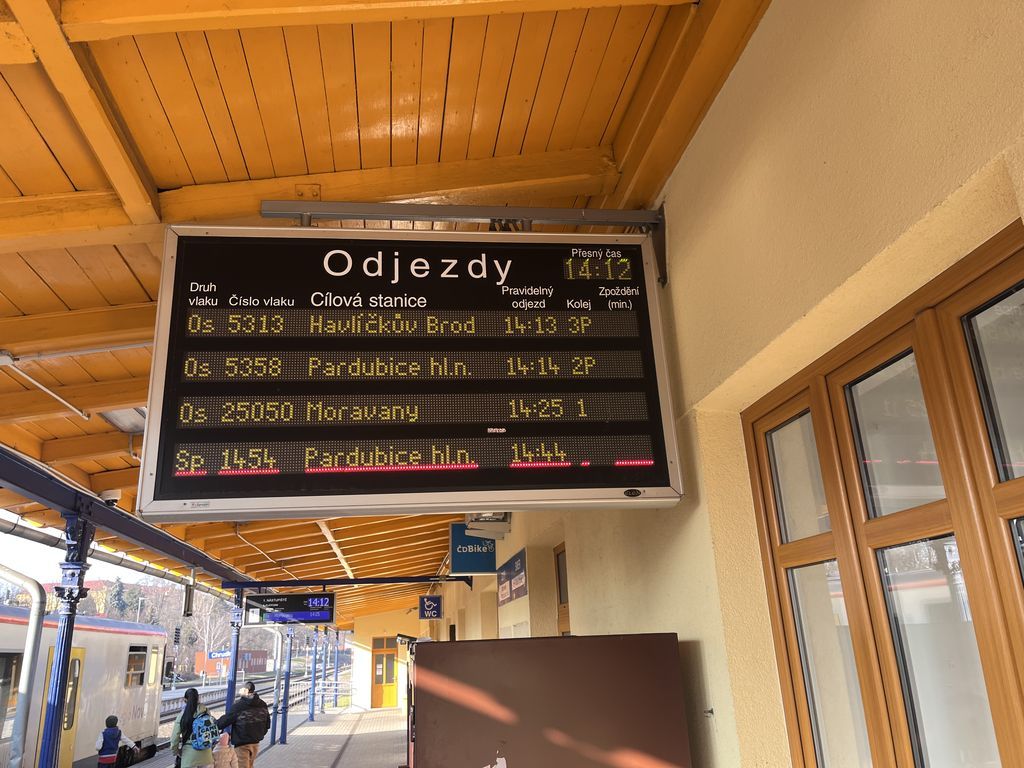 Odjezdy
Přesný čas
14:12
Druh vlaku Číslo vlaku Cílová stanice Pravidelný odjezd Kolej Zpoždění (min.)
Os 5313 Havlíčkův Brod 14:13 3P
Os 5358 Pardubice hl.n. 14:14 2P
Os 25050 Moravany 14:25 1
Sp 1454 Pardubice hl.n. 14:44
ČDBike
WC
1. NÁSTUPIŠTĚ 14:12